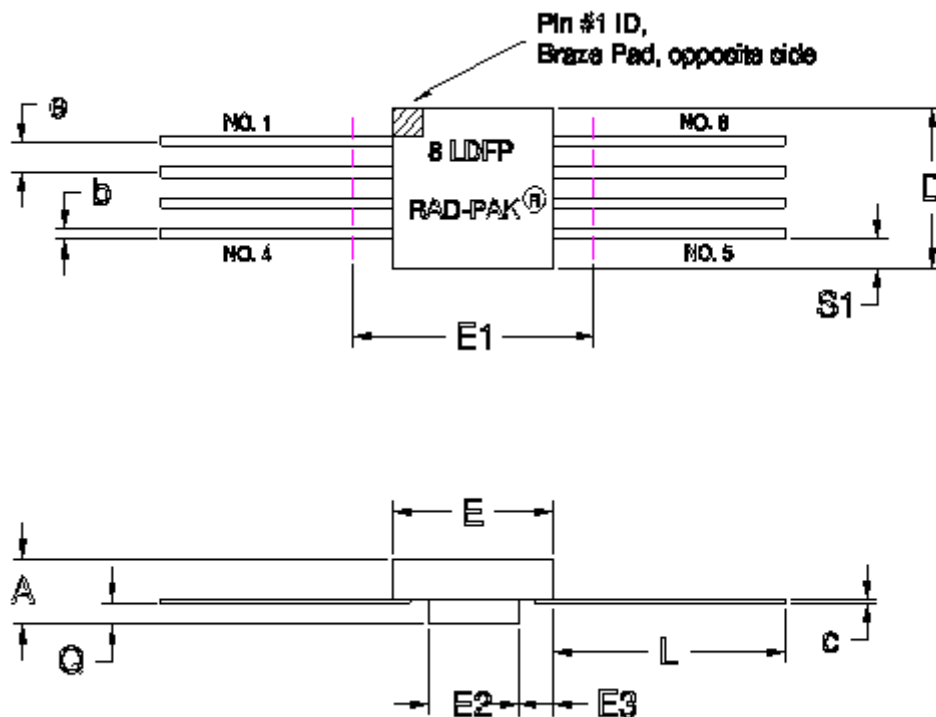 Pin #1 ID,
Braze Pad, opposite side
e
NO. 1
NO. 8
8 LDFP
D
b
RAD-PAK®
NO. 4
NO. 5
S1
E1
E
A
Q
L
c
E2
E3